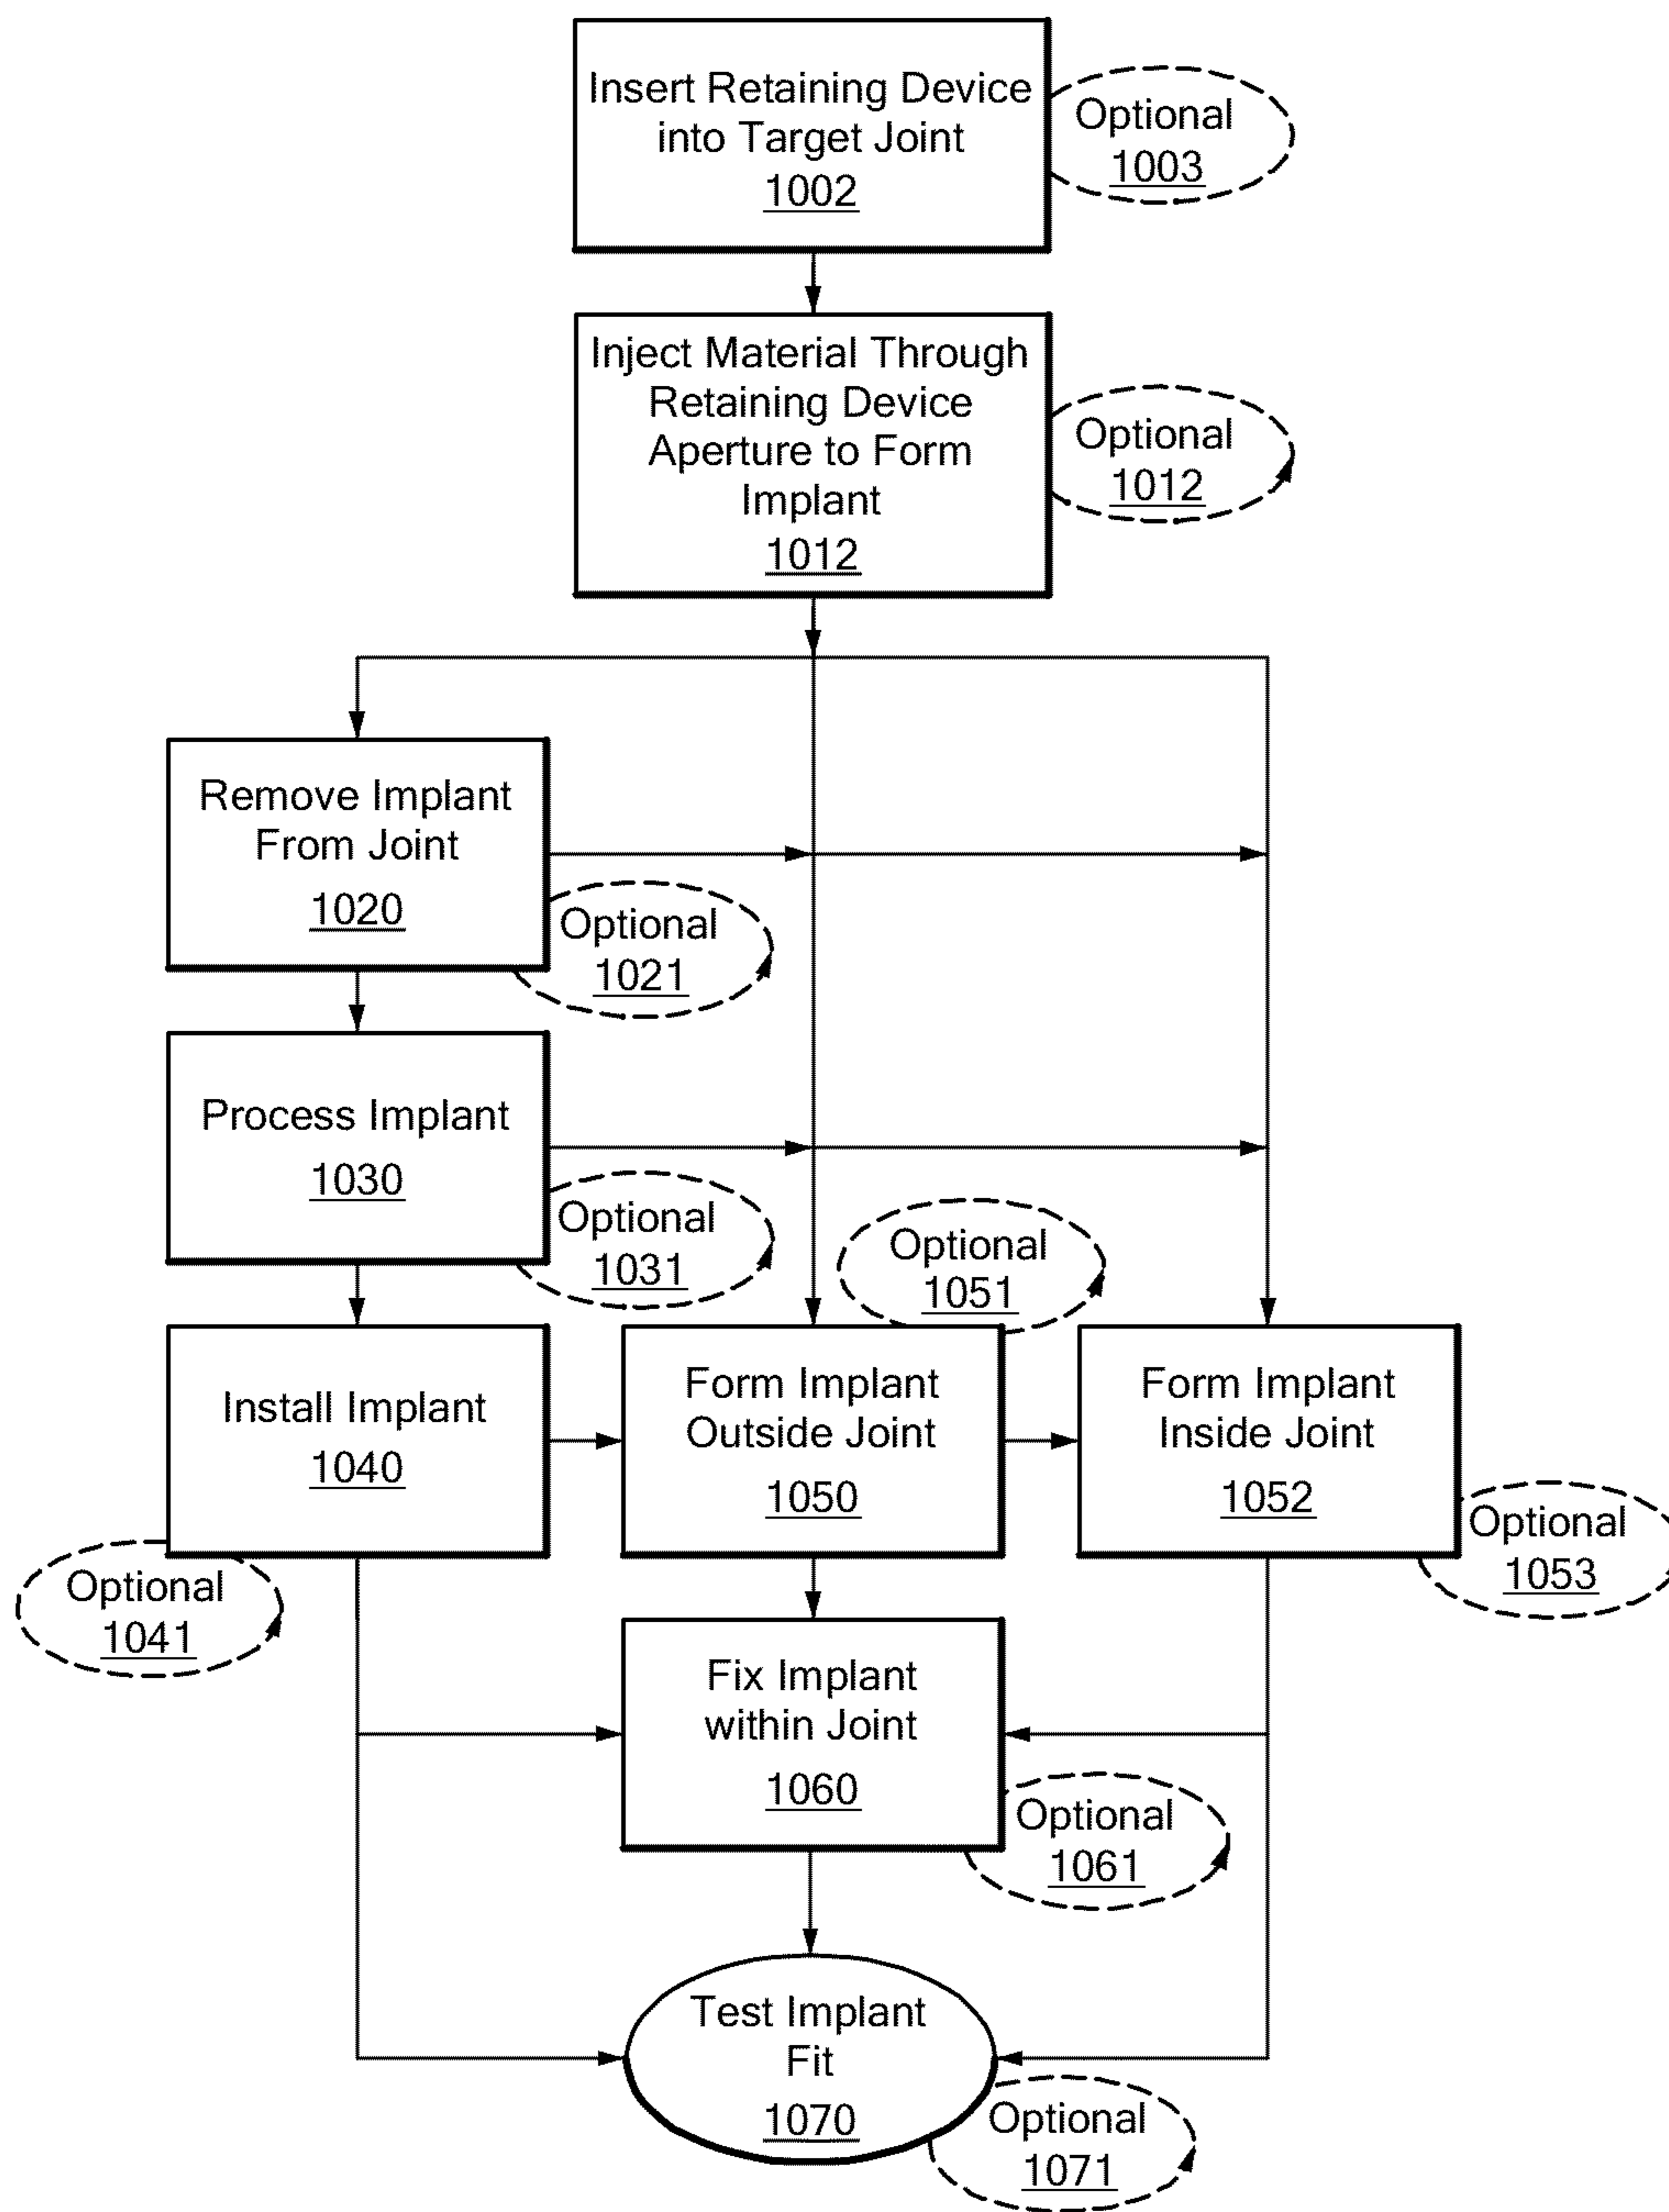 Insert Retaining Device
into Target Joint
1002
Optional
1003
Inject Material Through
Retaining Device
Aperture to Form
Implant
1012
Optional
1012
Remove Implant
From Joint
1020
Optional
1021
Process Implant
1030
Optional
1031
Optional
1051
Install Implant
1040
Optional
1041
Form Implant
Outside Joint
1050
Form Implant
Inside Joint
1052
Optional
1053
Fix Implant
within Joint
1060
Optional
1061
Test Implant
Fit
1070
Optional
1071